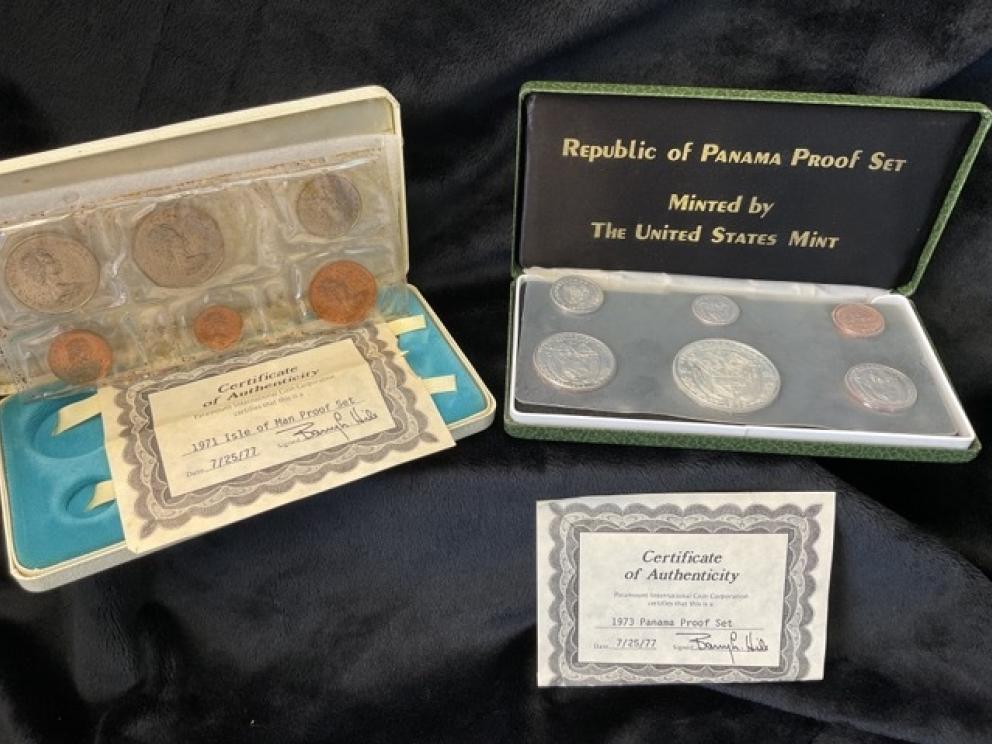 Certificate
of Authenticity
Paramount International Coin Corporation
certifies that this is a
1971 Isle of Man Proof Set
Date 7/25/77 Signed
Republic of Panama Proof Set
Minted by
The United States Mint
Certificate
of Authenticity
Paramount International Coin Corporation
certifies that this is a
1973 Panama Proof Set
Date 7/25/77 Signed